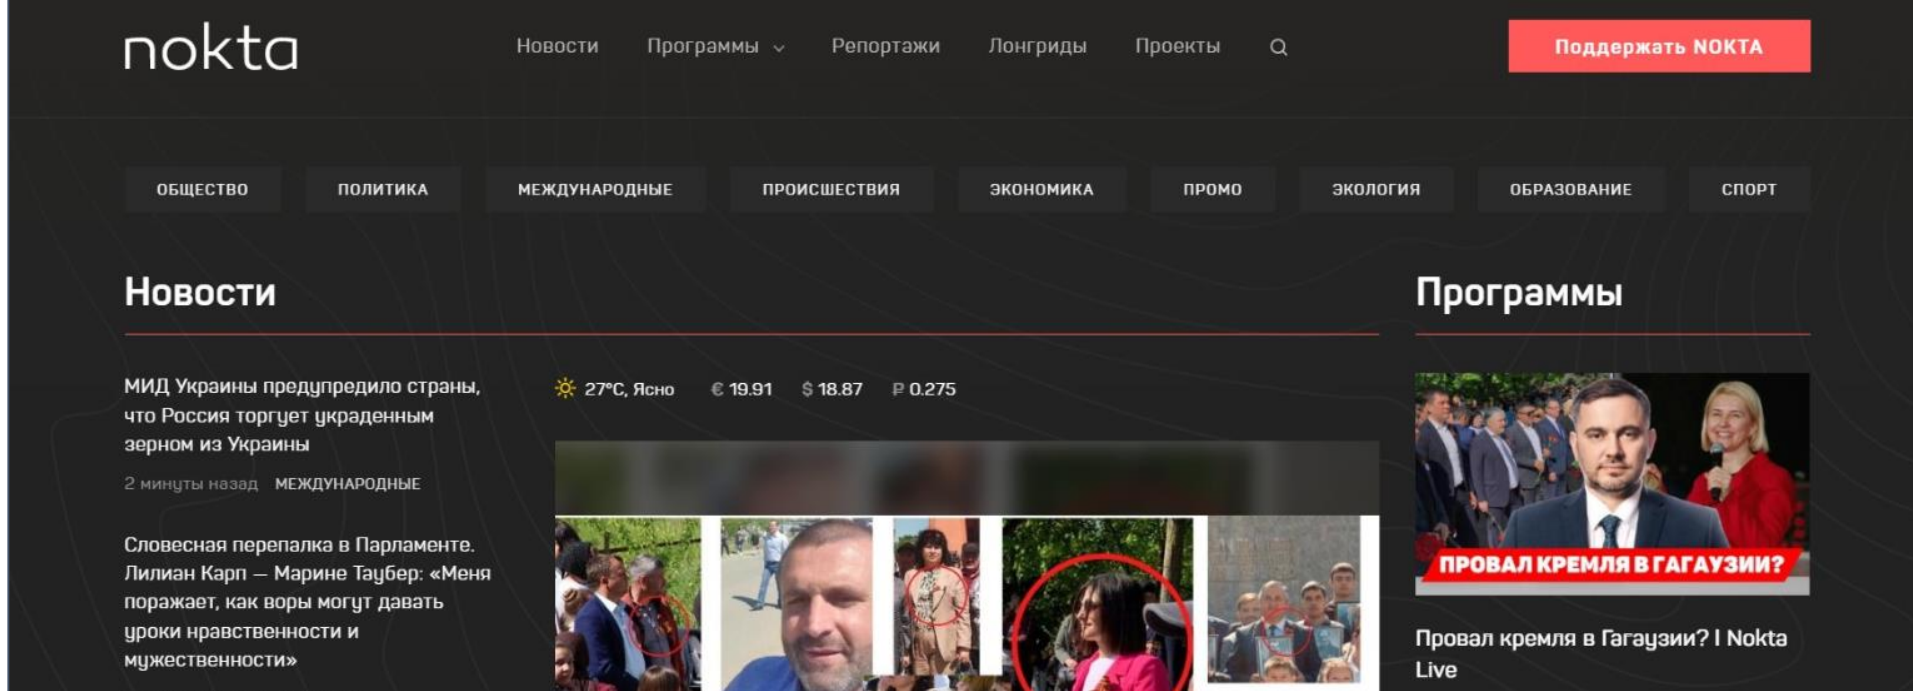 nokta
Новости Программы Репортажи Лонгриды Проекты
Поддержать NOKTA
ОБЩЕСТВО ПОЛИТИКА МЕЖДУНАРОДНЫЕ ПРОИСШЕСТВИЯ ЭКОНОМИКА ПРОМО ЭКОЛОГИЯ ОБРАЗОВАНИЕ СПОРТ
Новости
МИД Украины предупредило страны,
что Россия торгует украденным
зерном из Украины
2 минуты назад МЕЖДУНАРОДНЫЕ
Словесная перепалка в Парламенте.
Лилиан Карп — Марине Таубер: «Меня
поражает, как воры могут давать
уроки нравственности и
мужественности»
27°C, Ясно € 19.91 $ 18.87 ₽ 0.275
Программы
ПРОВАЛ КРЕМЛЯ В ГАГАУЗИИ?
Провал кремля в Гагаузии? I Nokta
Live